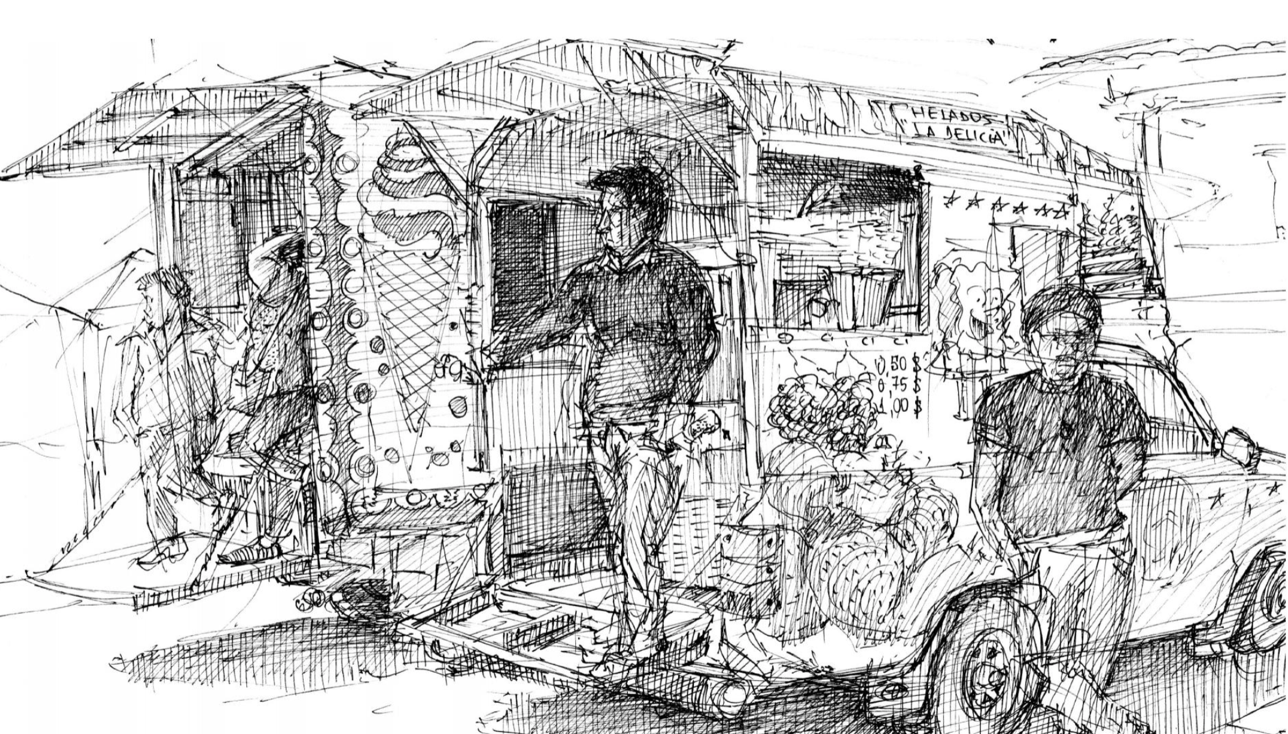 "HELADOS
LA DELICIA"
0,50 $
0,75 $
1,00 $